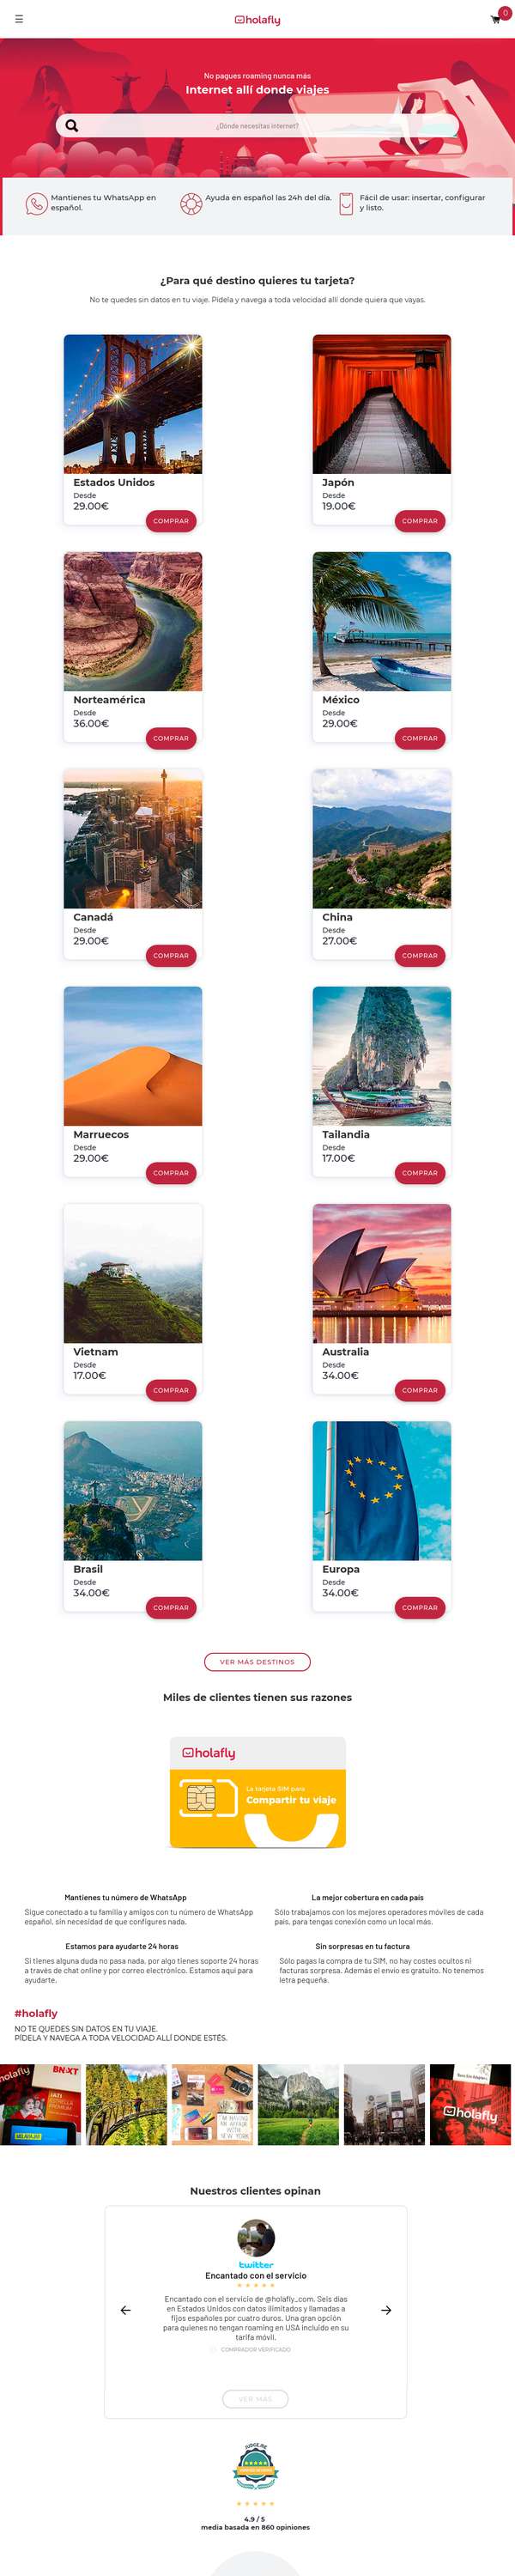 holafly
0
No pagues roaming nunca más
Internet allí donde viajes
¿Dónde necesitas internet?
Mantienes tu WhatsApp en
español.
Ayuda en español las 24h del día.
Fácil de usar: insertar, configurar
y listo.
¿Para qué destino quieres tu tarjeta?
No te quedes sin datos en tu viaje. Pídela y navega a toda velocidad allí donde quiera que vayas.
Estados Unidos
Desde
29.00€
COMPRAR
Japón
Desde
19.00€
COMPRAR
Norteamérica
Desde
36.00€
COMPRAR
México
Desde
29.00€
COMPRAR
Canadá
Desde
29.00€
COMPRAR
China
Desde
27.00€
COMPRAR
Marruecos
Desde
29.00€
COMPRAR
Tailandia
Desde
17.00€
COMPRAR
Vietnam
Desde
17.00€
COMPRAR
Australia
Desde
34.00€
COMPRAR
Brasil
Desde
34.00€
COMPRAR
Europa
Desde
34.00€
COMPRAR
VER MÁS DESTINOS
Miles de clientes tienen sus razones
holafly
La tarjeta SIM para
Compartir tu viaje
Mantienes tu número de WhatsApp
Sigue conectado a tu familia y amigos con tu número de WhatsApp
español, sin necesidad de que configures nada.
La mejor cobertura en cada país
Sólo trabajamos con los mejores operadores móviles de cada
país, para tengas conexión como un local más.
Estamos para ayudarte 24 horas
Si tienes alguna duda no pasa nada, por algo tienes soporte 24 horas
a través de chat online y por correo electrónico. Estamos aquí para
ayudarte.
Sin sorpresas en tu factura
Sólo pagas la compra de tu SIM, no hay costes ocultos ni
facturas sorpresa. Además el envío es gratuito. No tenemos
letra pequeña.
#holafly
NO TE QUEDES SIN DATOS EN TU VIAJE.
PÍDELA Y NAVEGA A TODA VELOCIDAD ALLÍ DONDE ESTÉS.
holafly
IATI
holafly
Nuestros clientes opinan
twitter
Encantado con el servicio
Encantado con el servicio de @holafly_com. Seis días
en Estados Unidos con datos ilimitados y llamadas a
fijos españoles por cuatro duros. Una gran opción
para quienes no tengan roaming en USA incluido en su
tarifa móvil.
COMPRADOR VERIFICADO
VER MÁS
JUDGE.ME
4.9 / 5
media basada en 860 opiniones